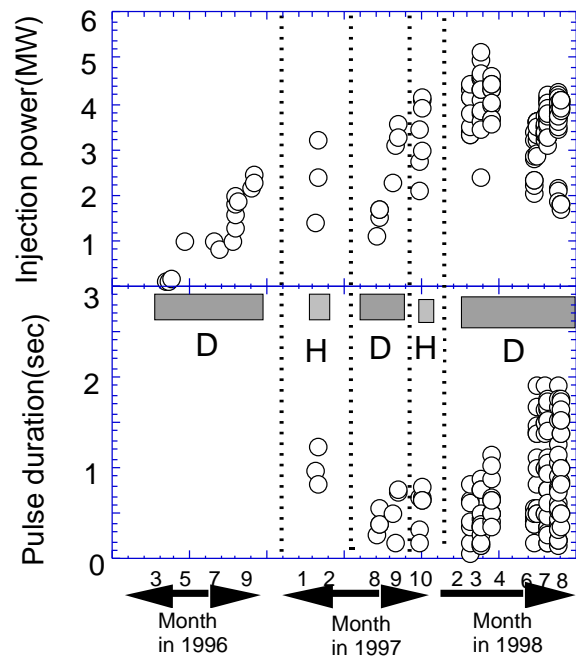 6
5
4
3
2
1
Injection power(MW)
3
2
1
0
Pulse duration(sec)
D H D H D
3 5 7 9 1 2 8 9 10 2 3 4 6 7 8
Month
in 1996
Month
in 1997
Month
in 1998